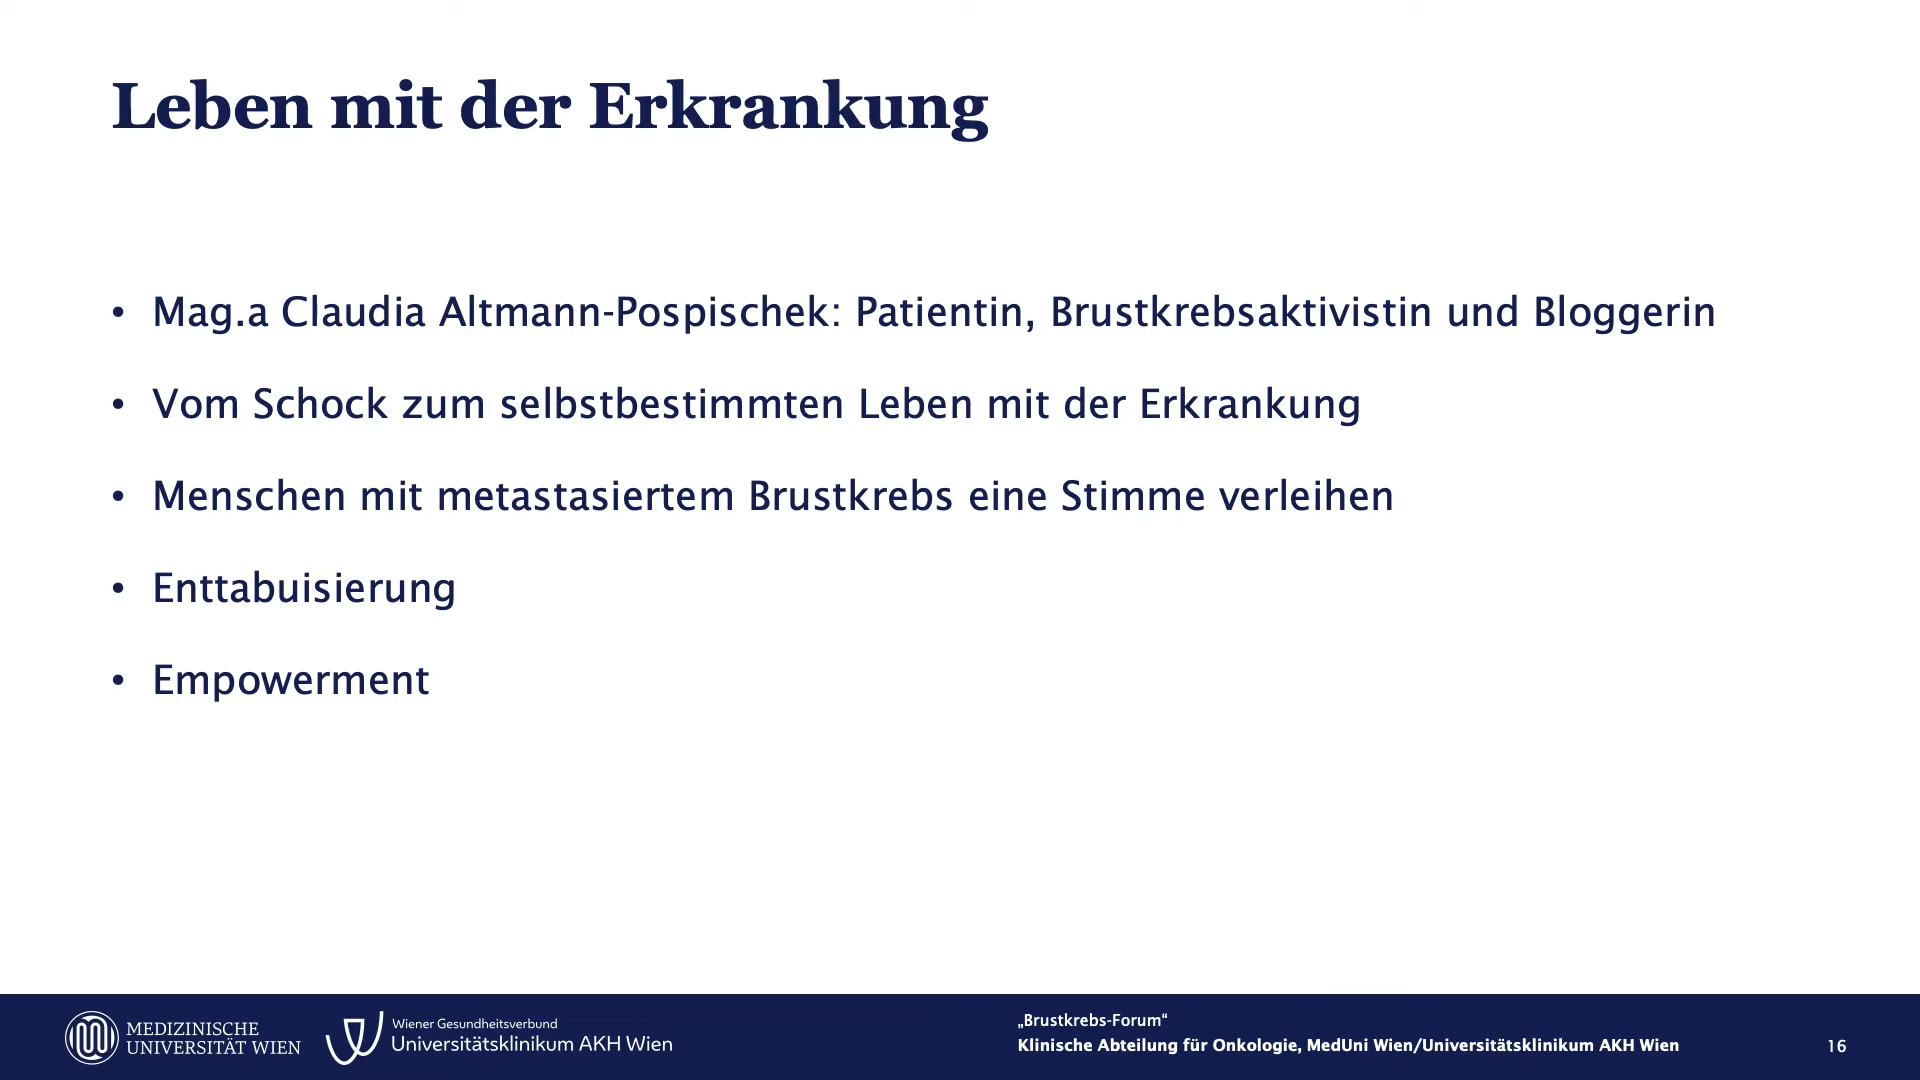 Leben mit der Erkrankung
• Mag.a Claudia Altmann-Pospischek: Patientin, Brustkrebsaktivistin und Bloggerin
• Vom Schock zum selbstbestimmten Leben mit der Erkrankung
• Menschen mit metastasiertem Brustkrebs eine Stimme verleihen
• Enttabuisierung
• Empowerment
MEDIZINISCHE
UNIVERSITÄT WIEN
Wiener Gesundheitsverbund
Universitätsklinikum AKH Wien
„Brustkrebs-Forum“
Klinische Abteilung für Onkologie, MedUni Wien/Universitätsklinikum AKH Wien
16